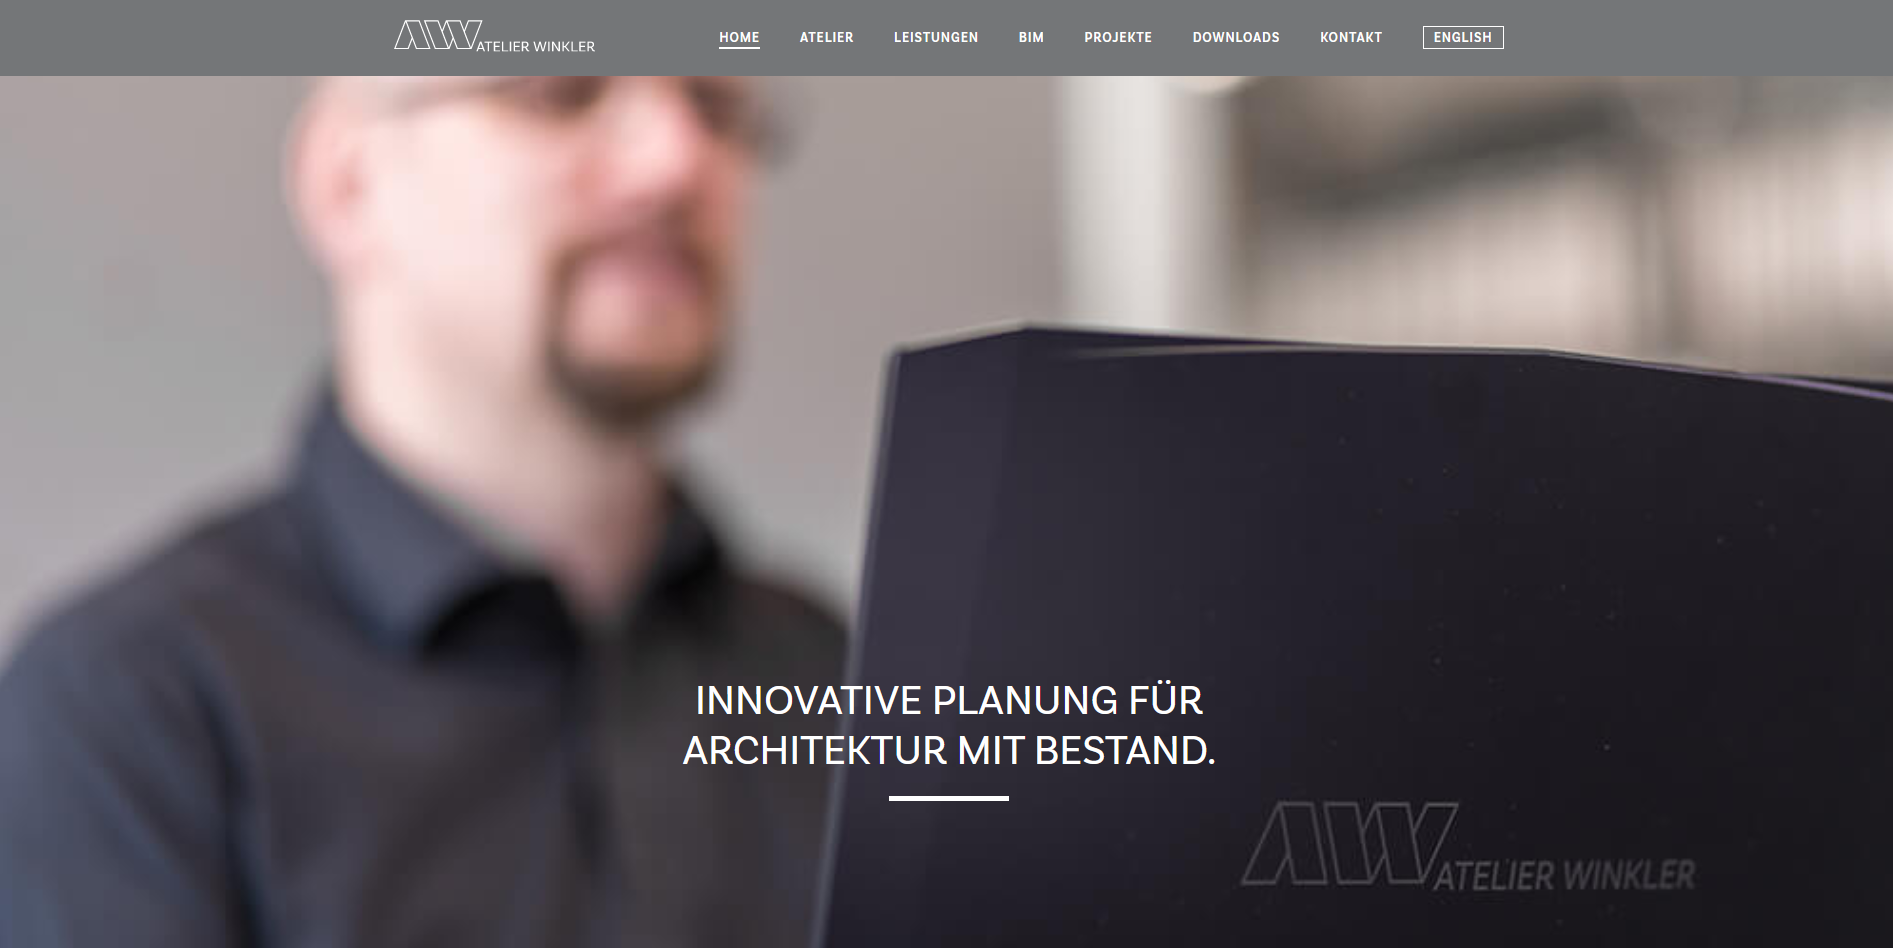 AW ATELIER WINKLER
HOME ATELIER LEISTUNGEN BIM PROJEKTE DOWNLOADS KONTAKT ENGLISH
INNOVATIVE PLANUNG FÜR
ARCHITEKTUR MIT BESTAND.
AW ATELIER WINKLER